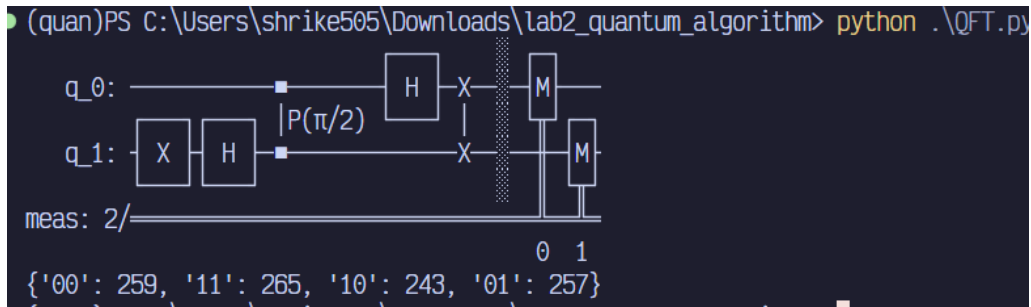 (quan)PS C:\Users\shrike505\Downloads\lab2_quantum_algorithm> python .\QFT.py
q_0: H X M
P(π/2)
q_1: X H X M
meas: 2/
0 1
{'00': 259, '11': 265, '10': 243, '01': 257}